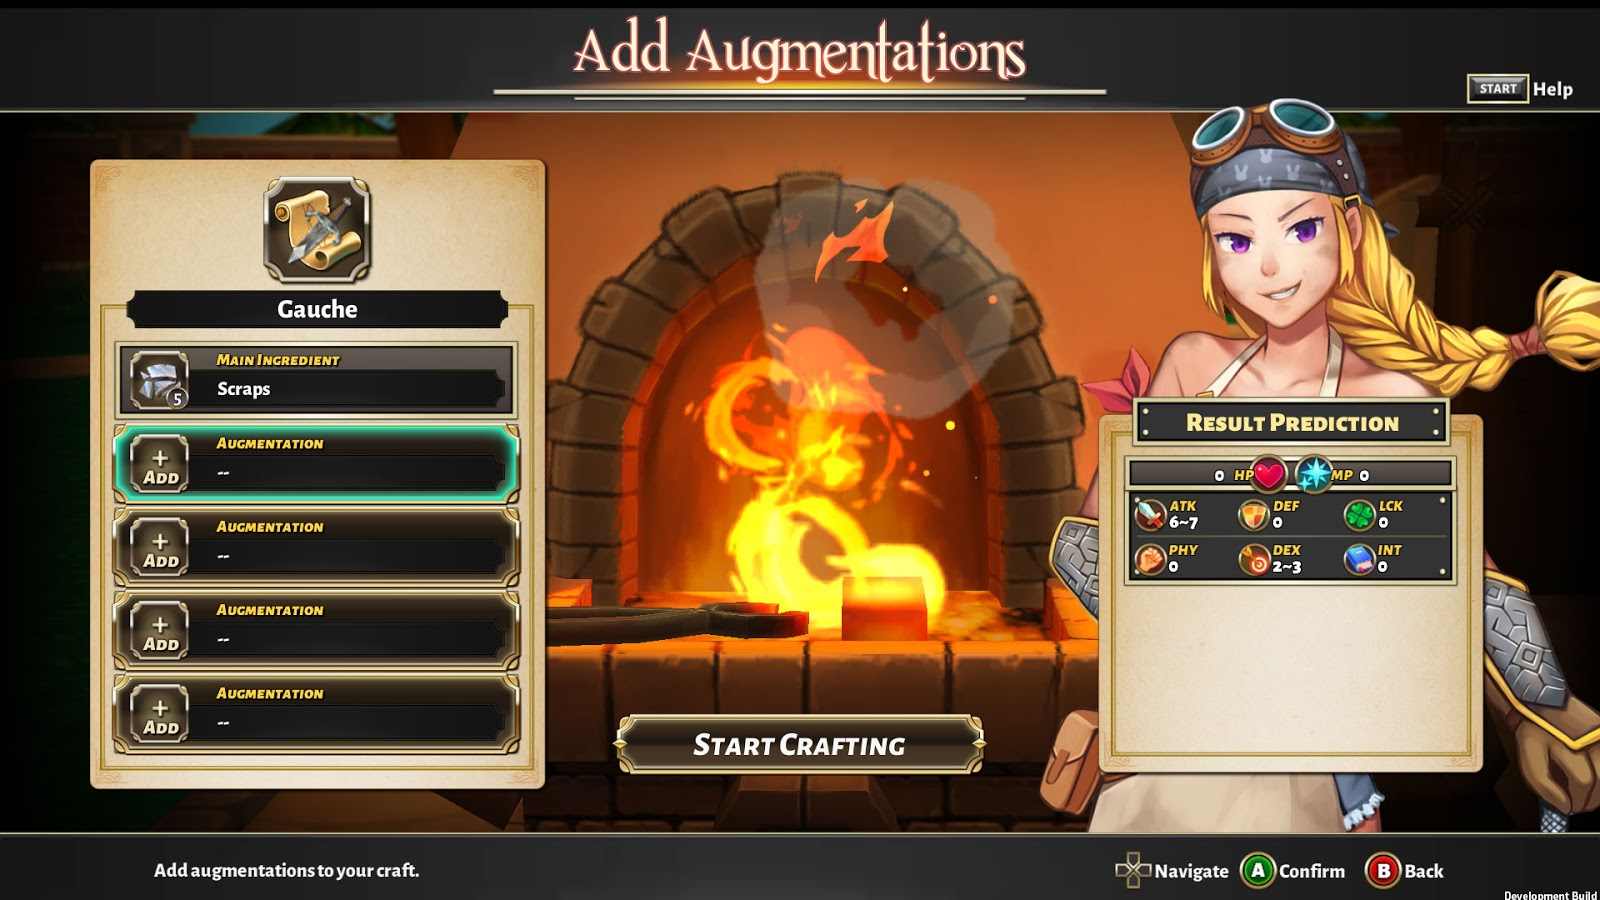 Add Augmentations
START Help
Gauche
MAIN INGREDIENT
5
Scraps
AUGMENTATION
+ ADD
--
AUGMENTATION
+ ADD
--
AUGMENTATION
+ ADD
--
AUGMENTATION
+ ADD
--
START CRAFTING
RESULT PREDICTION
0 HP MP 0
ATK 6~7
DEF 0
LCK 0
PHY 0
DEX 2~3
INT 0
Add augmentations to your craft.
Navigate A Confirm B Back
Development Build